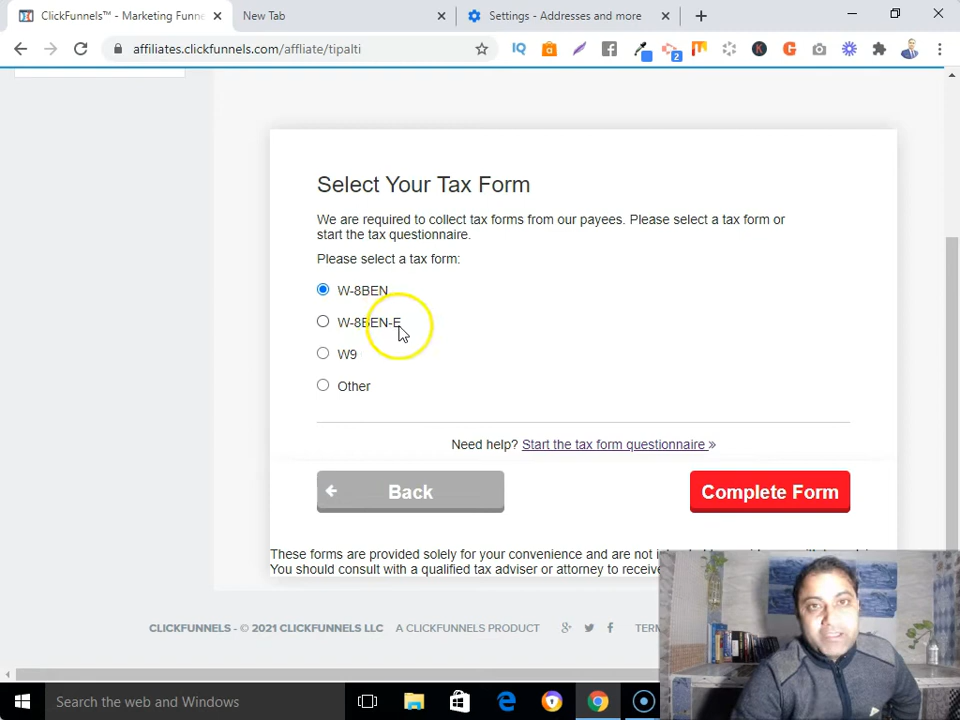 ClickFunnels™ - Marketing Funne
New Tab
Settings - Addresses and more
affiliates.clickfunnels.com/affliate/tipalti
Select Your Tax Form
We are required to collect tax forms from our payees. Please select a tax form or
start the tax questionnaire.
Please select a tax form:
W-8BEN
W-8BEN-E
W9
Other
Need help? Start the tax form questionnaire »
Back
Complete Form
These forms are provided solely for your convenience and are not
You should consult with a qualified tax adviser or attorney to receive
CLICKFUNNELS - © 2021 CLICKFUNNELS LLC
A CLICKFUNNELS PRODUCT
TERM
Search the web and Windows